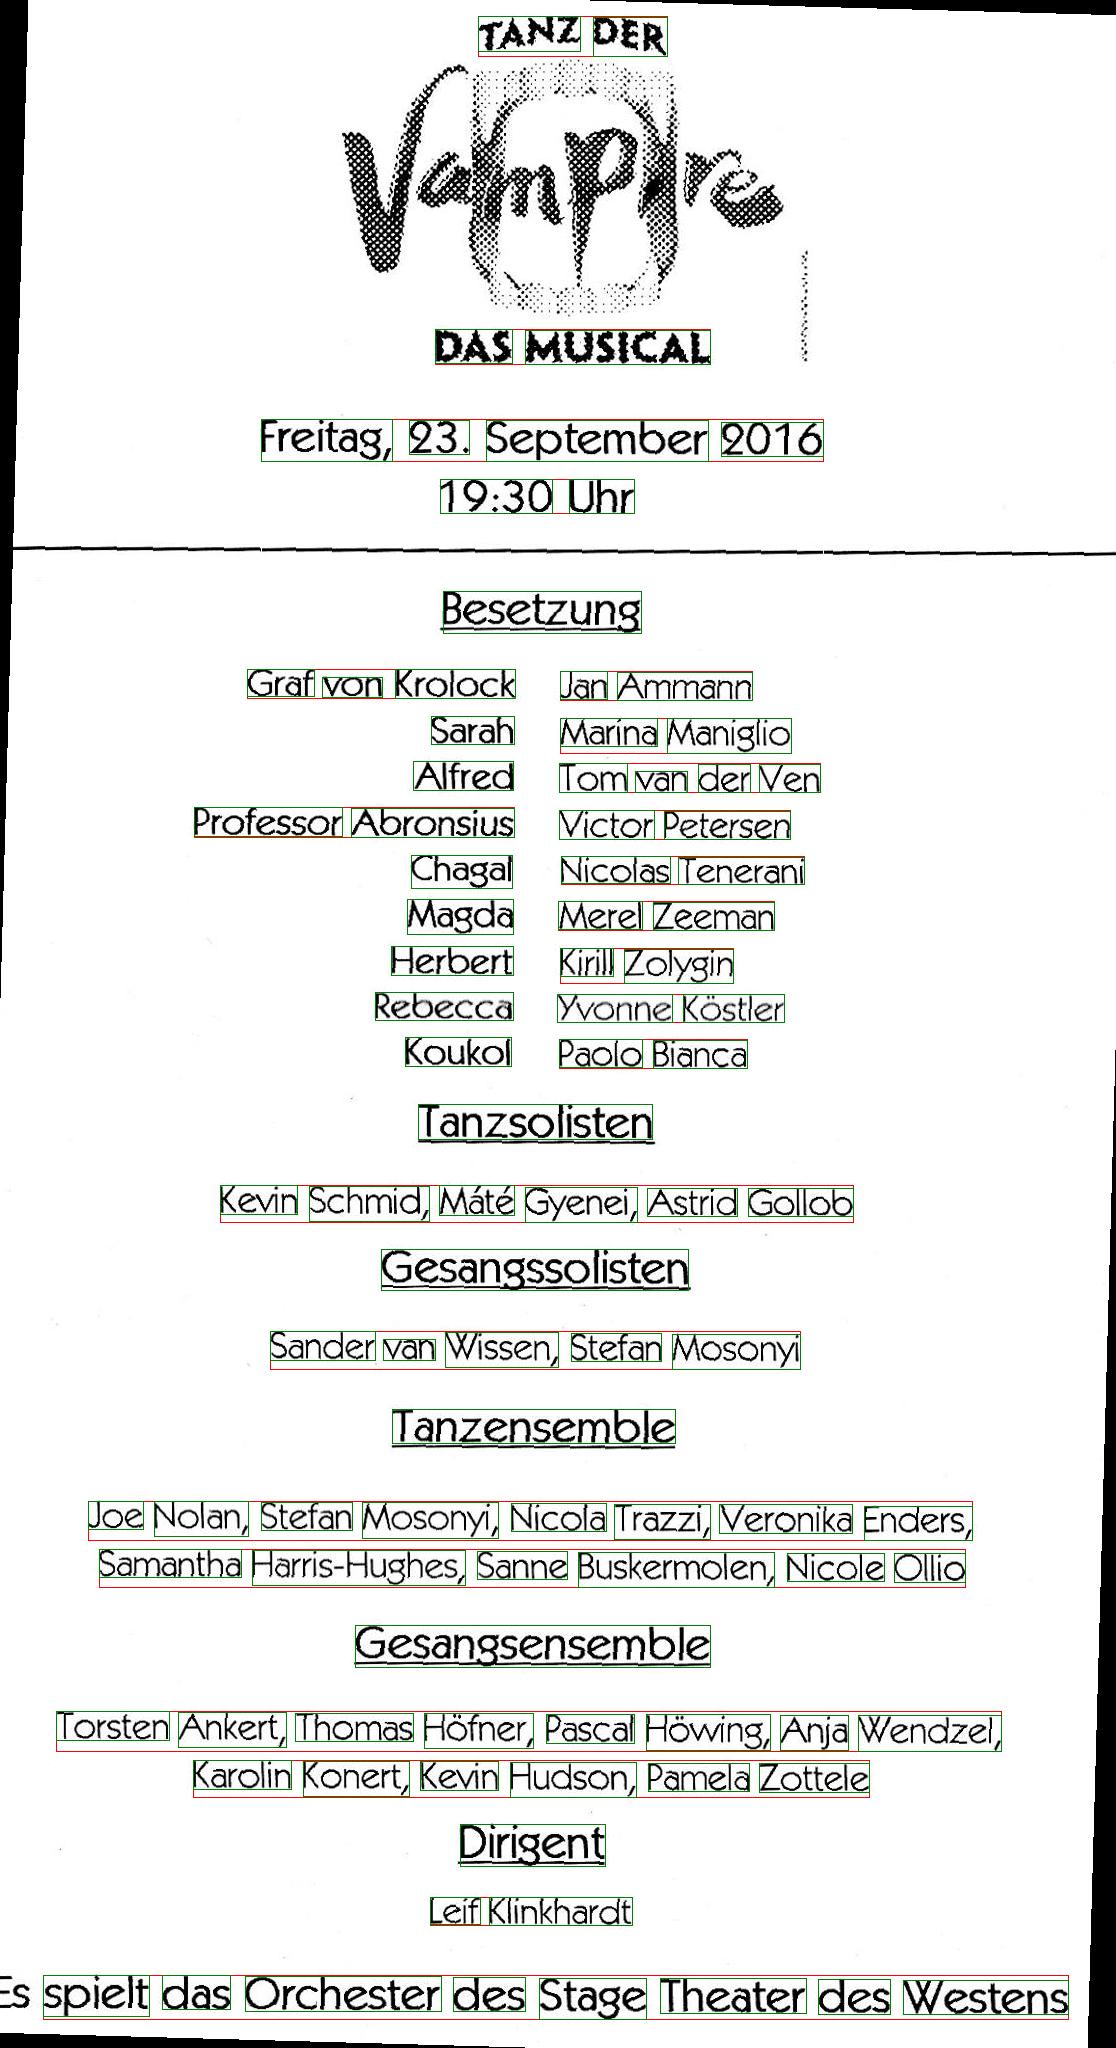 TANZ DER
Vampire
DAS MUSICAL
Freitag, 23. September 2016
19:30 Uhr
Besetzung
Graf von Krolock Jan Ammann
Sarah Marina Maniglio
Alfred Tom van der Ven
Professor Abronsius Victor Petersen
Chagal Nicolas Tenerani
Magda Merel Zeeman
Herbert Kirill Zolygin
Rebecca Yvonne Köstler
Koukol Paolo Bianca
Tanzsolisten
Kevin Schmid, Máté Gyenei, Astrid Gollob
Gesangssolisten
Sander van Wissen, Stefan Mosonyi
Tanzensemble
Joe Nolan, Stefan Mosonyi, Nicola Trazzi, Veronika Enders,
Samantha Harris-Hughes, Sanne Buskermolen, Nicole Ollio
Gesangsensemble
Torsten Ankert, Thomas Höfner, Pascal Höwing, Anja Wendzel,
Karolin Konert, Kevin Hudson, Pamela Zottele
Dirigent
Leif Klinkhardt
Es spielt das Orchester des Stage Theater des Westens